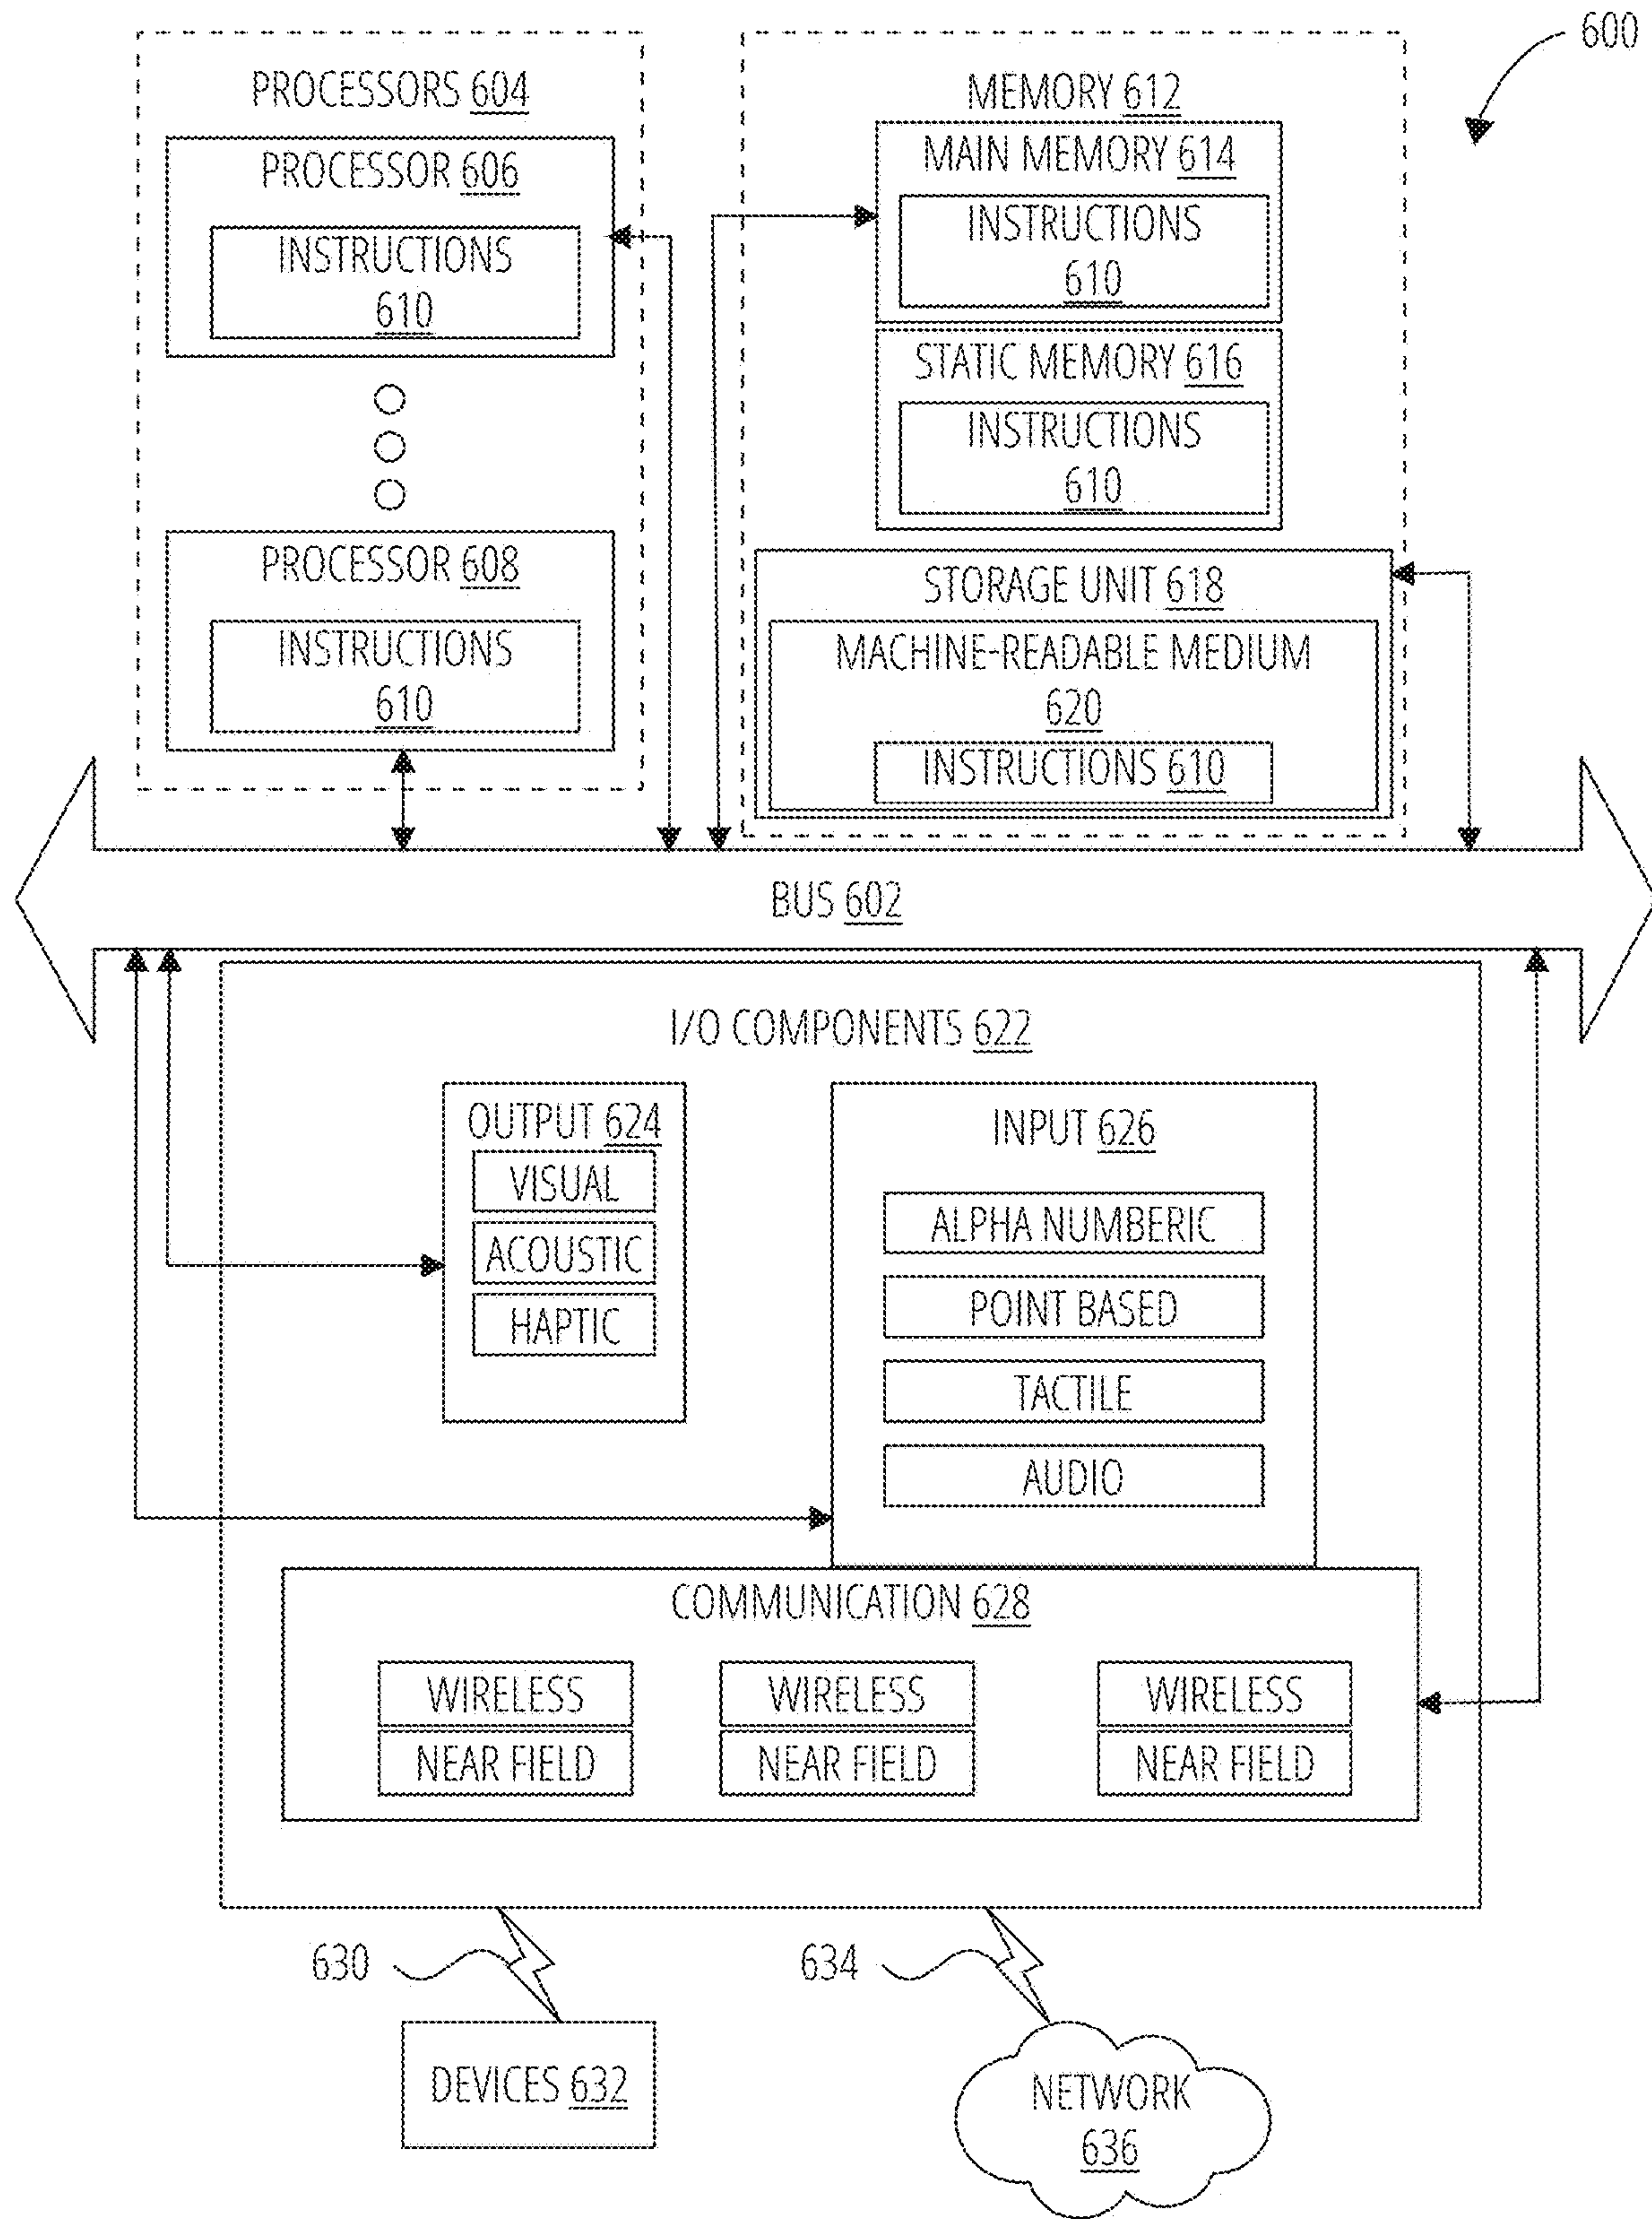 600
PROCESSORS 604
PROCESSOR 606
INSTRUCTIONS
610
PROCESSOR 608
INSTRUCTIONS
610
MEMORY 612
MAIN MEMORY 614
INSTRUCTIONS
610
STATIC MEMORY 616
INSTRUCTIONS
610
STORAGE UNIT 618
MACHINE-READABLE MEDIUM
620
INSTRUCTIONS 610
BUS 602
I/O COMPONENTS 622
OUTPUT 624
VISUAL
ACOUSTIC
HAPTIC
INPUT 626
ALPHA NUMBERIC
POINT BASED
TACTILE
AUDIO
COMMUNICATION 628
WIRELESS
NEAR FIELD
WIRELESS
NEAR FIELD
WIRELESS
NEAR FIELD
630
634
DEVICES 632
NETWORK
636